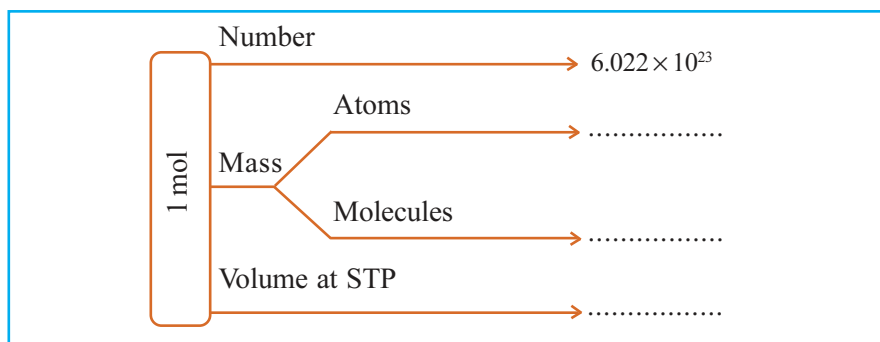 Number
6.022 × 10²³
Atoms
.................
1 mol
Mass
Molecules
.................
Volume at STP
.................